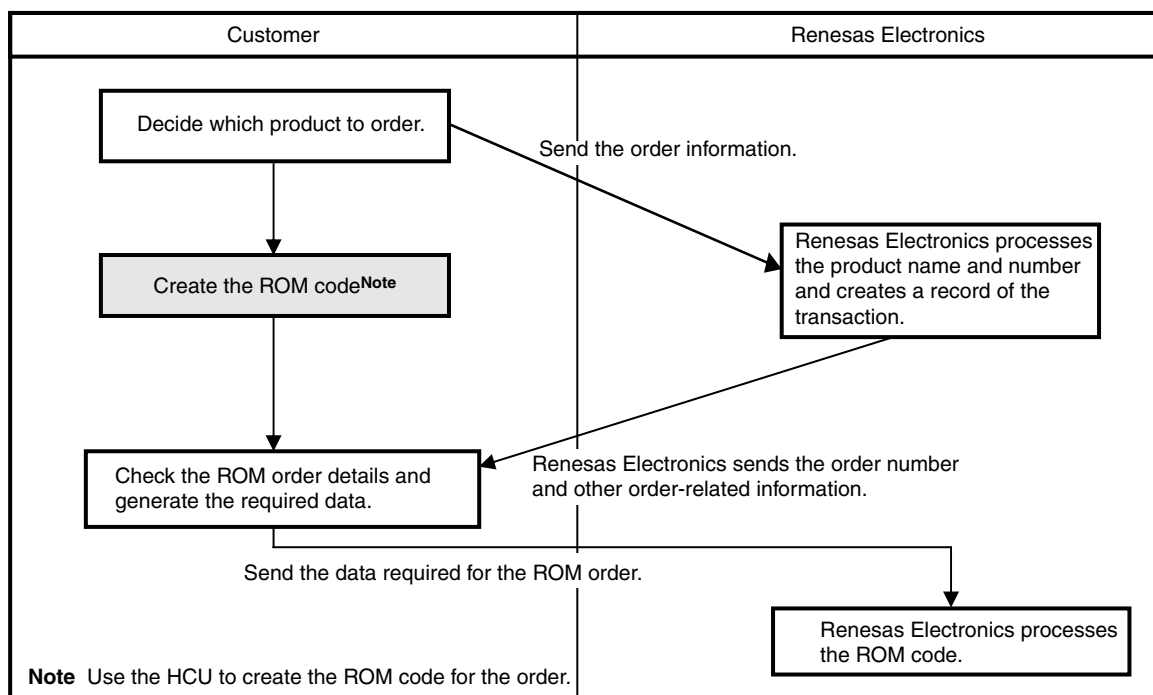 Customer
Renesas Electronics
Decide which product to order.
Send the order information.
Renesas Electronics processes
the product name and number
and creates a record of the
transaction.
Create the ROM codeNote
Check the ROM order details and
generate the required data.
Renesas Electronics sends the order number
and other order-related information.
Send the data required for the ROM order.
Renesas Electronics processes
the ROM code.
Note Use the HCU to create the ROM code for the order.